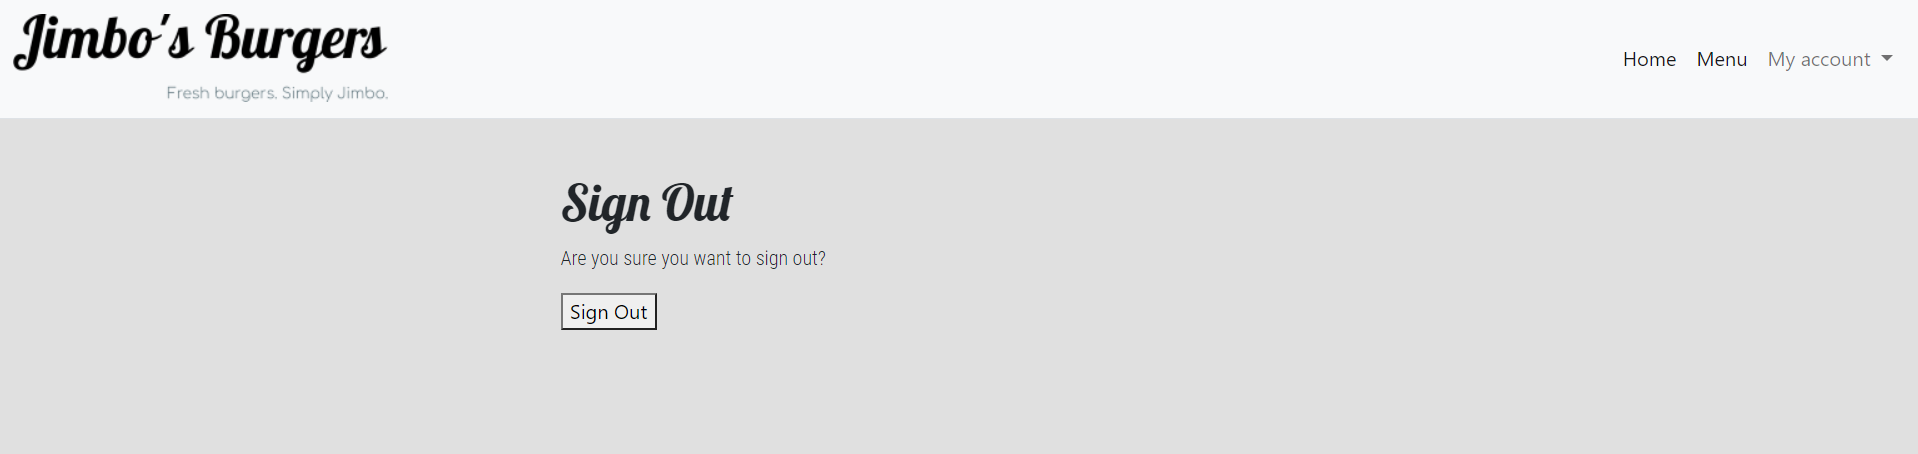 Jimbo's Burgers
Fresh burgers. Simply Jimbo.
Home Menu My account
Sign Out
Are you sure you want to sign out?
Sign Out